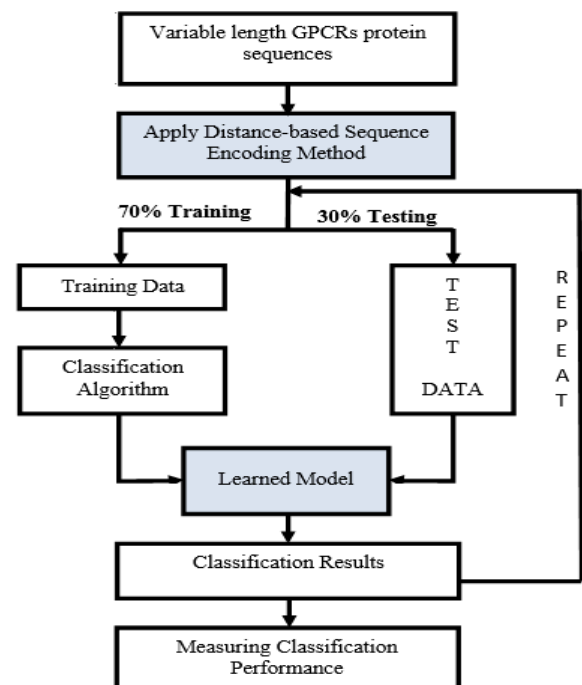 Variable length GPCRs protein
sequences
Apply Distance-based Sequence
Encoding Method
70% Training
30% Testing
Training Data
Classification
Algorithm
T
E
S
T
DATA
R
E
P
E
A
T
Learned Model
Classification Results
Measuring Classification
Performance